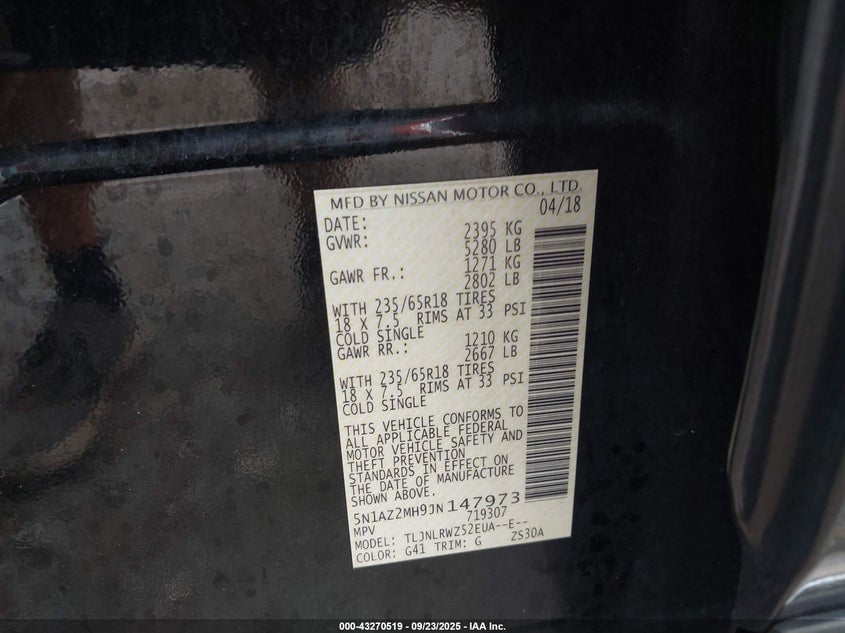 MFD BY NISSAN MOTOR CO., LTD.
DATE: 04/18
GVWR: 2395 KG
5280 LB
GAWR FR.: 1271 KG
2802 LB
WITH 235/65R18 TIRES
18 X 7.5 RIMS AT 33 PSI
COLD SINGLE
GAWR RR.: 1210 KG
2667 LB
WITH 235/65R18 TIRES
18 X 7.5 RIMS AT 33 PSI
COLD SINGLE
THIS VEHICLE CONFORMS TO
ALL APPLICABLE FEDERAL
MOTOR VEHICLE SAFETY AND
THEFT PREVENTION
STANDARDS IN EFFECT ON
THE DATE OF MANUFACTURE
SHOWN ABOVE.
5N1AZ2MH9JN147973
MPV 719307
MODEL: TLJNLRWZ52EUA--E--
COLOR: G41 TRIM: G ZS30A
000-43270519 - 09/23/2025 - IAA Inc.